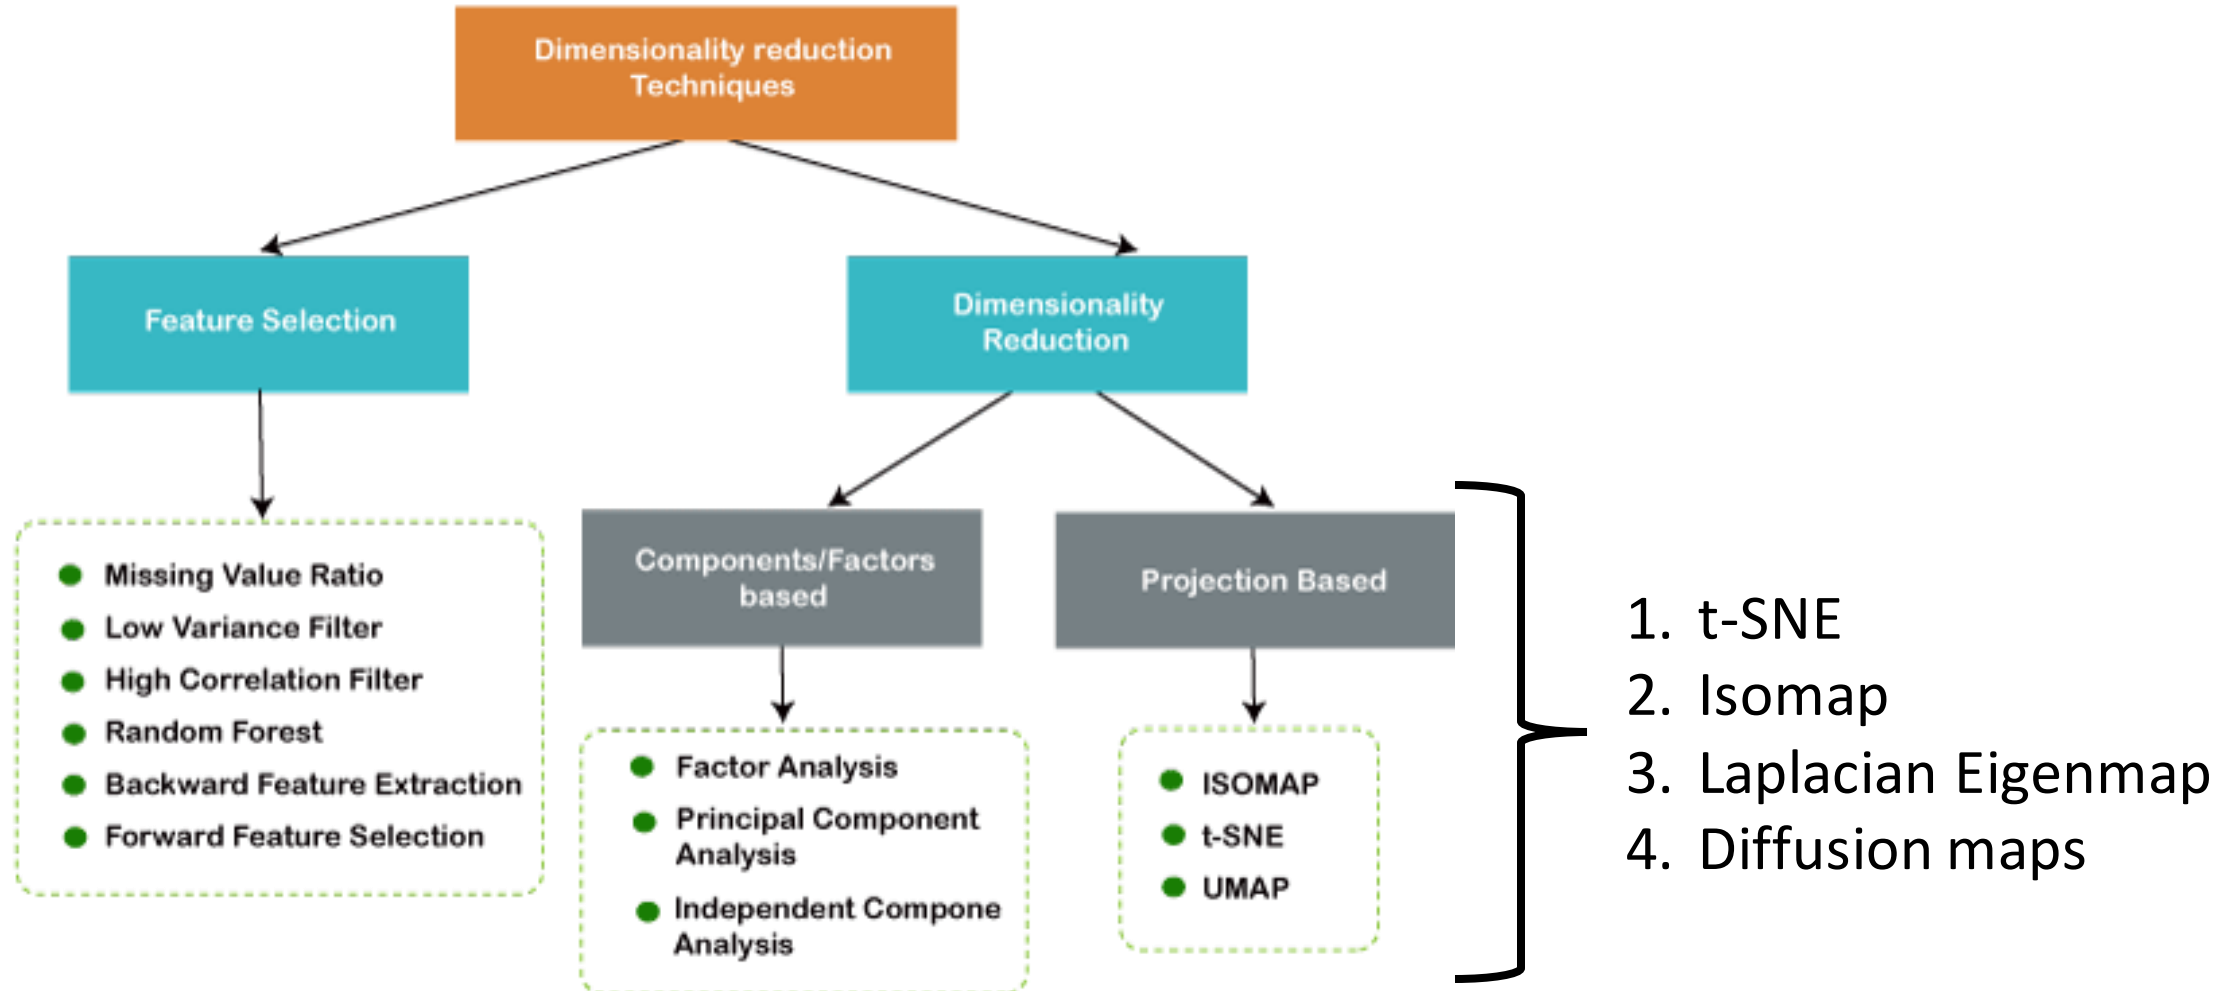 Dimensionality reduction
Techniques
Feature Selection
Dimensionality
Reduction
Missing Value Ratio
Low Variance Filter
High Correlation Filter
Random Forest
Backward Feature Extraction
Forward Feature Selection
Components/Factors
based
Factor Analysis
Principal Component
Analysis
Independent Compone
Analysis
Projection Based
ISOMAP
t-SNE
UMAP
1. t-SNE
2. Isomap
3. Laplacian Eigenmap
4. Diffusion maps